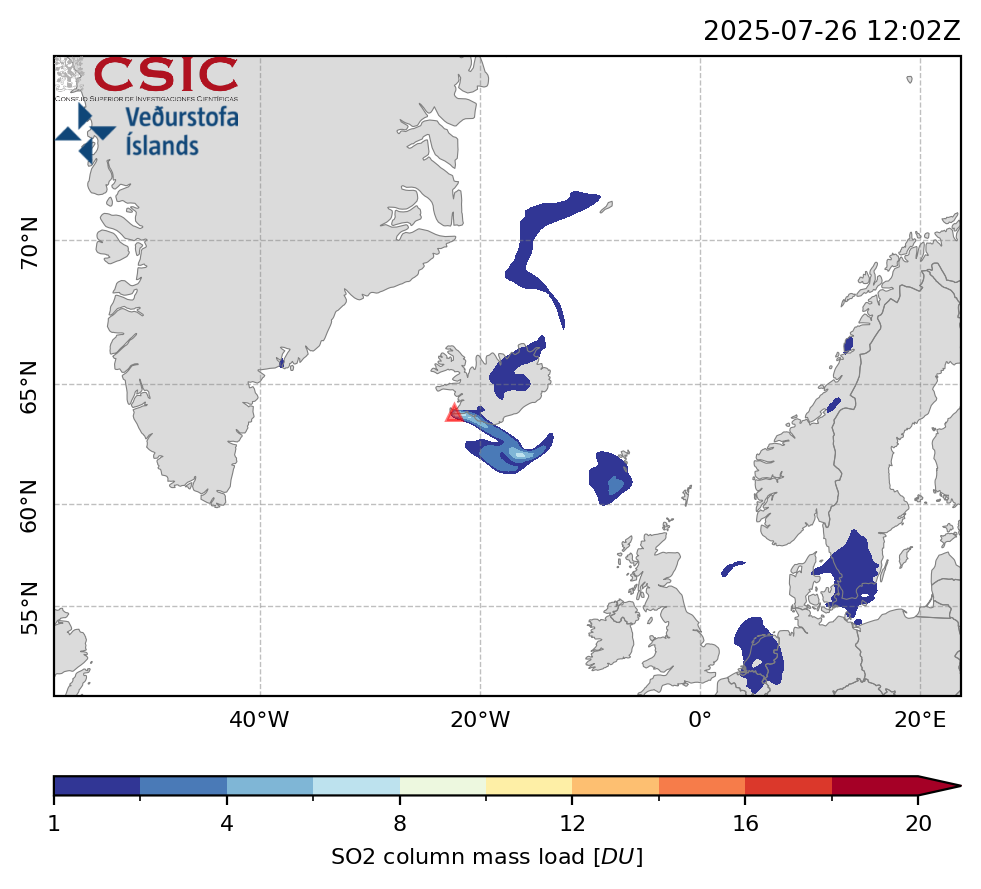 2025-07-26 12:02Z
CSIC
CONSEJO SUPERIOR DE INVESTIGACIONES CIENTÍFICAS
Veðurstofa
Íslands
70°N
65°N
60°N
55°N
40°W 20°W 0° 20°E
1 4 8 12 16 20
SO2 column mass load [DU]